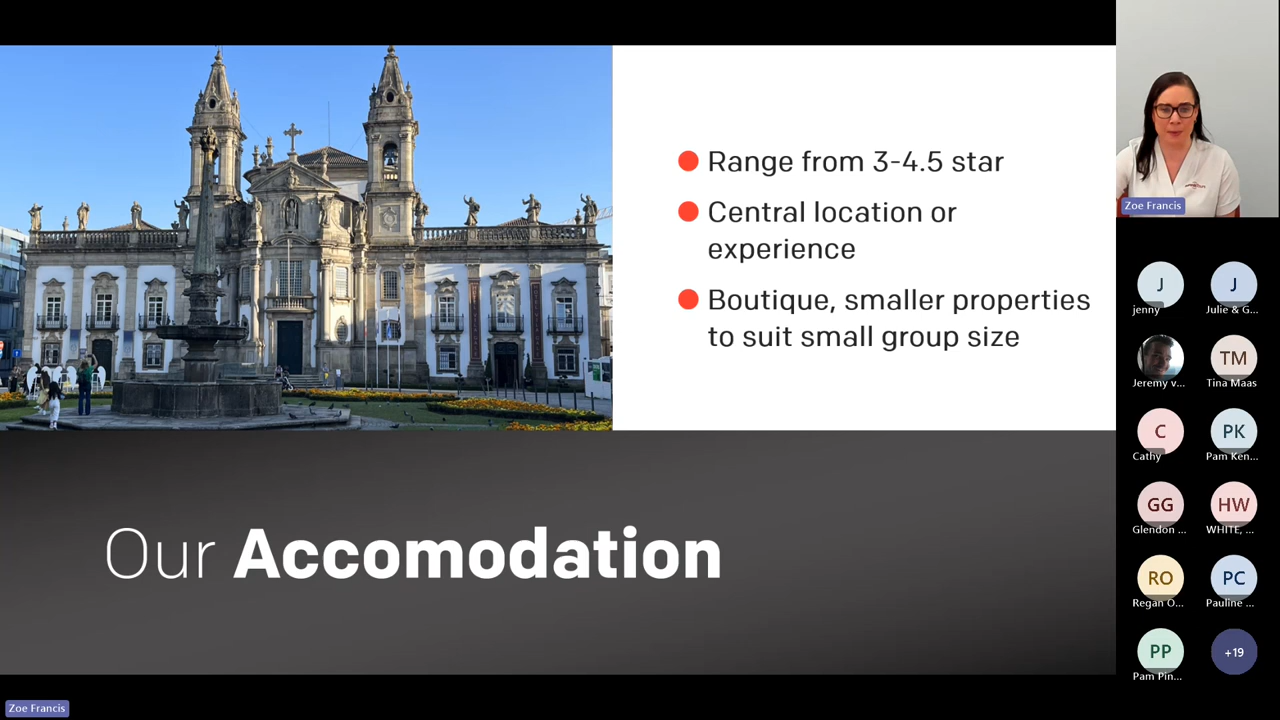 Range from 3-4.5 star
Central location or
experience
Boutique, smaller properties
to suit small group size
Our Accomodation
Zoe Francis
J
jenny
J
Julie & G...
Jeremy v...
TM
Tina Maas
C
Cathy
PK
Pam Ken...
GG
Glendon ...
HW
WHITE, ...
RO
Regan O...
PC
Pauline ...
PP
Pam Pin...
+19
Zoe Francis